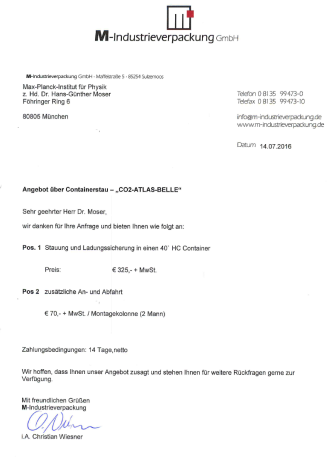 M-Industrieverpackung GmbH
M-Industrieverpackung GmbH - Maffeistraße 5 - 85254 Sulzemoos
Max-Planck-Institut für Physik
z. Hd. Dr. Hans-Günther Moser
Föhringer Ring 6
80805 München
Telefon 0 81 35 99473-0
Telefax 0 81 35 99473-10
info@m-industrieverpackung.de
www.m-industrieverpackung.de
Datum 14.07.2016
Angebot über Containerstau – „CO2-ATLAS-BELLE“
Sehr geehrter Herr Dr. Moser,
wir danken für Ihre Anfrage und bieten Ihnen wie folgt an:
Pos. 1 Stauung und Ladungssicherung in einen 40´ HC Container
Preis: € 325,- + MwSt.
Pos 2 zusätzliche An- und Abfahrt
€ 70,- + MwSt. / Montagekolonne (2 Mann)
Zahlungsbedingungen: 14 Tage,netto
Wir hoffen, dass Ihnen unser Angebot zusagt und stehen Ihnen für weitere Rückfragen gerne zur
Verfügung.
Mit freundlichen Grüßen
M-Industrieverpackung
i.A. Christian Wiesner